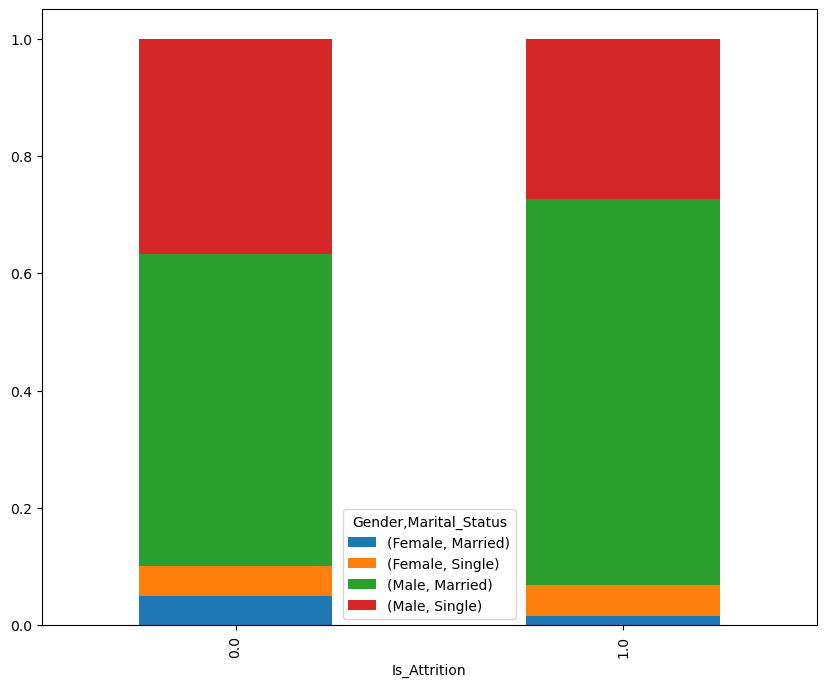 1.0
0.8
0.6
0.4
0.2
0.0
Gender,Marital_Status
(Female, Married)
(Female, Single)
(Male, Married)
(Male, Single)
0.0
1.0
Is_Attrition